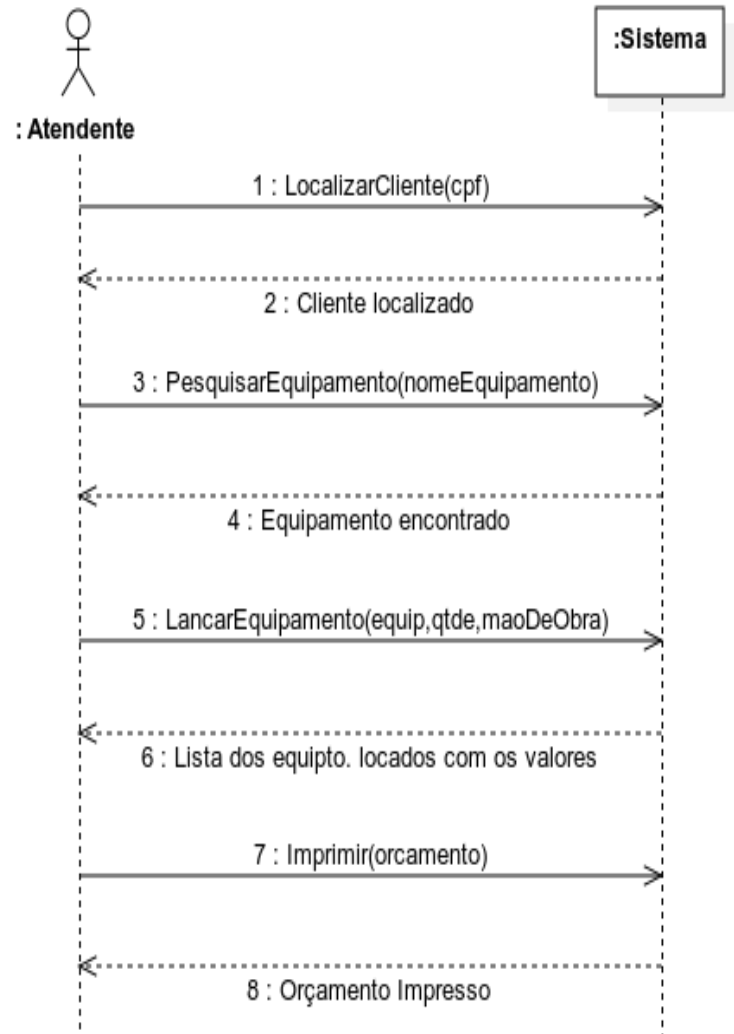 :Sistema
: Atendente
1 : LocalizarCliente(cpf)
2 : Cliente localizado
3 : PesquisarEquipamento(nomeEquipamento)
4 : Equipamento encontrado
5 : LancarEquipamento(equip,qtde,maoDeObra)
6 : Lista dos equipto. locados com os valores
7 : Imprimir(orcamento)
8 : Orçamento Impresso